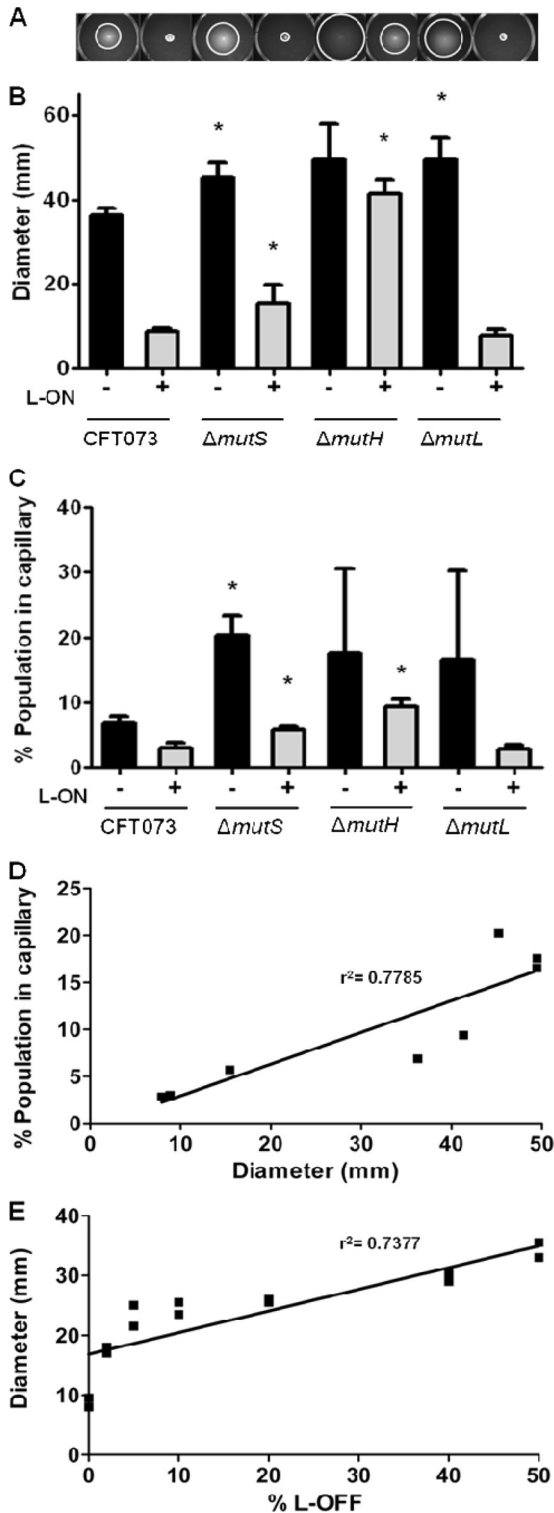 A
B
Diameter (mm)
60
40
20
0
L-ON - + - + - + - +
CFT073 ΔmutS ΔmutH ΔmutL
* * * *
C
% Population in capillary
40
30
20
10
0
L-ON - + - + - + - +
CFT073 ΔmutS ΔmutH ΔmutL
* * *
D
% Population in capillary
25
20
15
10
5
0
r²= 0.7785
0 10 20 30 40 50
Diameter (mm)
E
Diameter (mm)
40
30
20
10
0
r²= 0.7377
0 10 20 30 40 50
% L-OFF